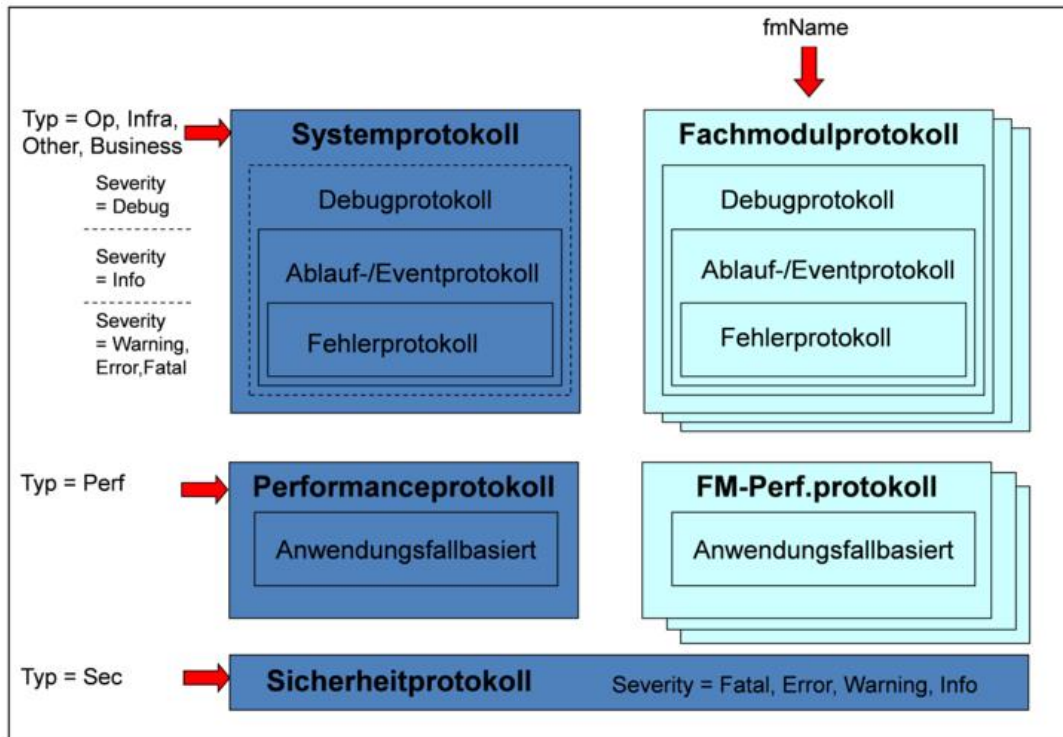 fmName
Typ = Op, Infra,
Other, Business
Systemprotokoll
Fachmodulprotokoll
Severity
= Debug
Debugprotokoll
Debugprotokoll
Severity
= Info
Ablauf-/Eventprotokoll
Ablauf-/Eventprotokoll
Severity
= Warning,
Error,Fatal
Fehlerprotokoll
Fehlerprotokoll
Typ = Perf
Performanceprotokoll
FM-Perf.protokoll
Anwendungsfallbasiert
Anwendungsfallbasiert
Typ = Sec
Sicherheitprotokoll
Severity = Fatal, Error, Warning, Info